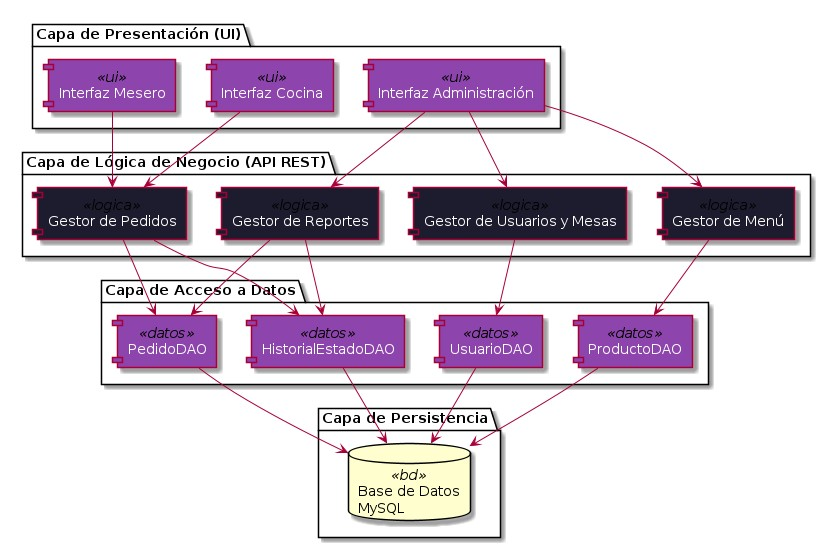 Capa de Presentación (UI)
«ui»
Interfaz Mesero
«ui»
Interfaz Cocina
«ui»
Interfaz Administración
Capa de Lógica de Negocio (API REST)
«logica»
Gestor de Pedidos
«logica»
Gestor de Reportes
«logica»
Gestor de Usuarios y Mesas
«logica»
Gestor de Menú
Capa de Acceso a Datos
«datos»
PedidoDAO
«datos»
HistorialEstadoDAO
«datos»
UsuarioDAO
«datos»
ProductoDAO
Capa de Persistencia
«bd»
Base de Datos
MySQL